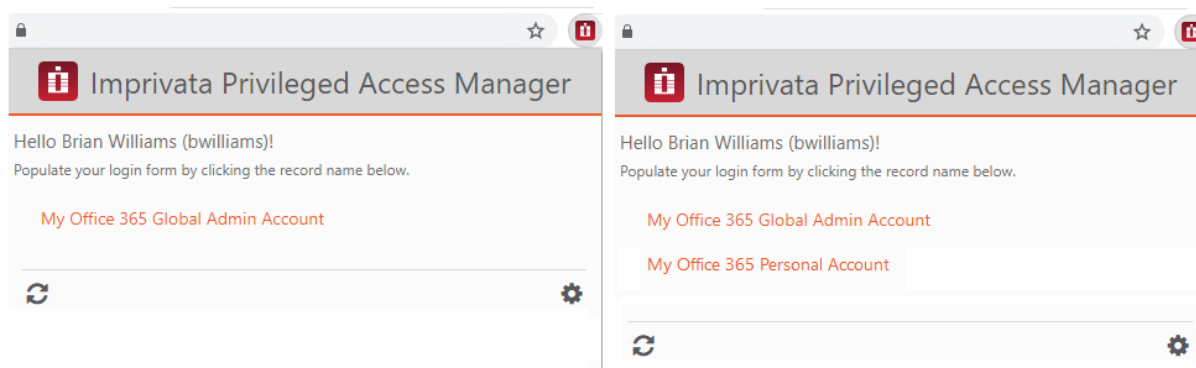 Imprivata Privileged Access Manager
Hello Brian Williams (bwilliams)!
Populate your login form by clicking the record name below.
My Office 365 Global Admin Account
Imprivata Privileged Access Manager
Hello Brian Williams (bwilliams)!
Populate your login form by clicking the record name below.
My Office 365 Global Admin Account
My Office 365 Personal Account